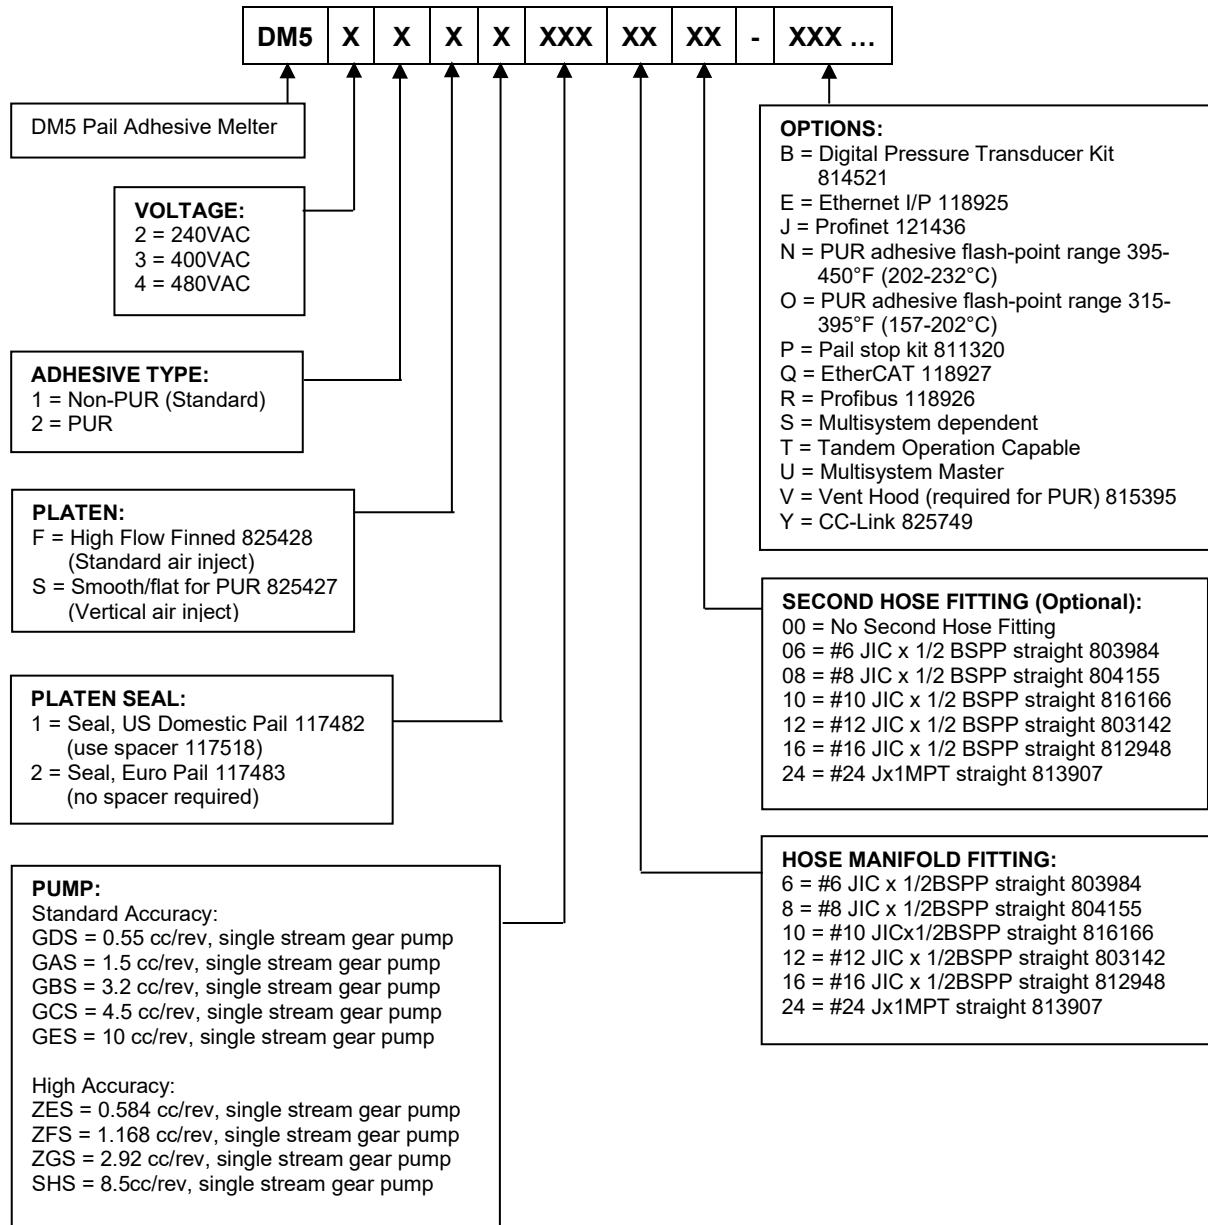 DM5 X X X X XXX XX XX - XXX ...
DM5 Pail Adhesive Melter
VOLTAGE:
2 = 240VAC
3 = 400VAC
4 = 480VAC
ADHESIVE TYPE:
1 = Non-PUR (Standard)
2 = PUR
PLATEN:
F = High Flow Finned 825428
(Standard air inject)
S = Smooth/flat for PUR 825427
(Vertical air inject)
PLATEN SEAL:
1 = Seal, US Domestic Pail 117482
(use spacer 117518)
2 = Seal, Euro Pail 117483
(no spacer required)
PUMP:
Standard Accuracy:
GDS = 0.55 cc/rev, single stream gear pump
GAS = 1.5 cc/rev, single stream gear pump
GBS = 3.2 cc/rev, single stream gear pump
GCS = 4.5 cc/rev, single stream gear pump
GES = 10 cc/rev, single stream gear pump
High Accuracy:
ZES = 0.584 cc/rev, single stream gear pump
ZFS = 1.168 cc/rev, single stream gear pump
ZGS = 2.92 cc/rev, single stream gear pump
SHS = 8.5cc/rev, single stream gear pump
OPTIONS:
B = Digital Pressure Transducer Kit
814521
E = Ethernet I/P 118925
J = Profinet 121436
N = PUR adhesive flash-point range 395-
450°F (202-232°C)
O = PUR adhesive flash-point range 315-
395°F (157-202°C)
P = Pail stop kit 811320
Q = EtherCAT 118927
R = Profibus 118926
S = Multisystem dependent
T = Tandem Operation Capable
U = Multisystem Master
V = Vent Hood (required for PUR) 815395
Y = CC-Link 825749
SECOND HOSE FITTING (Optional):
00 = No Second Hose Fitting
06 = #6 JIC x 1/2 BSPP straight 803984
08 = #8 JIC x 1/2 BSPP straight 804155
10 = #10 JIC x 1/2 BSPP straight 816166
12 = #12 JIC x 1/2 BSPP straight 803142
16 = #16 JIC x 1/2 BSPP straight 812948
24 = #24 Jx1MPT straight 813907
HOSE MANIFOLD FITTING:
6 = #6 JIC x 1/2BSPP straight 803984
8 = #8 JIC x 1/2BSPP straight 804155
10 = #10 JICx1/2BSPP straight 816166
12 = #12 JIC x 1/2BSPP straight 803142
16 = #16 JIC x 1/2BSPP straight 812948
24 = #24 Jx1MPT straight 813907